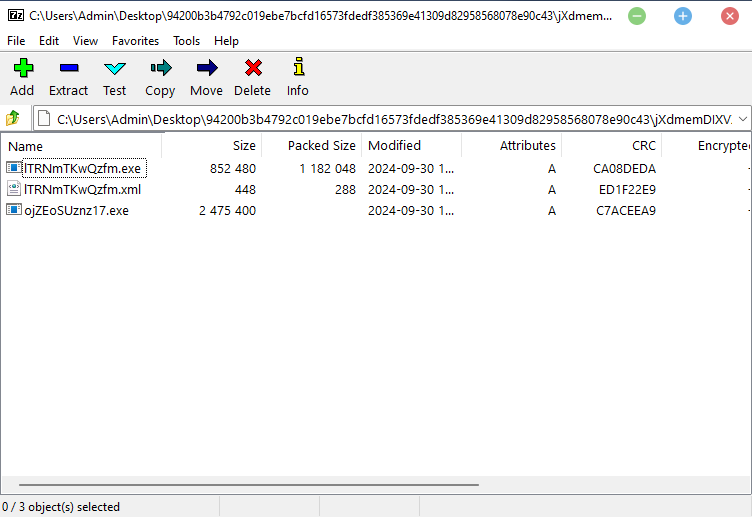 7z C:\Users\Admin\Desktop\94200b3b4792c019ebe7bcfd16573fdedf385369e41309d82958568078e90c43\jXdmem...
File Edit View Favorites Tools Help
Add Extract Test Copy Move Delete Info
C:\Users\Admin\Desktop\94200b3b4792c019ebe7bcfd16573fdedf385369e41309d82958568078e90c43\jXdmemDIXV
Name Size Packed Size Modified Attributes CRC Encrypte
lTRNmTKwQzfm.exe 852 480 1 182 048 2024-09-30 1... A CA08DEDA -
lTRNmTKwQzfm.xml 448 288 2024-09-30 1... A ED1F22E9 -
ojZEoSUznz17.exe 2 475 400 2024-09-30 1... A C7ACEEA9 -
0 / 3 object(s) selected